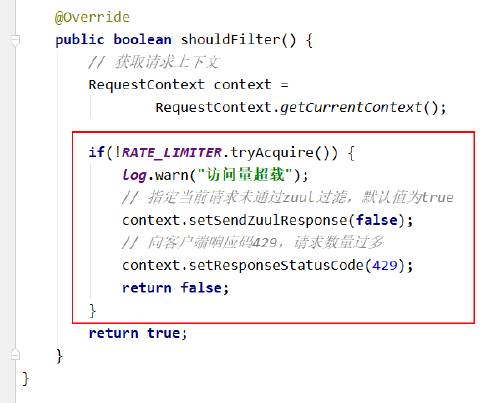 @Override
public boolean shouldFilter() {
// 获取请求上下文
RequestContext context =
RequestContext.getCurrentContext();
if(!RATE_LIMITER.tryAcquire()) {
log.warn("访问量超载");
// 指定当前请求未通过zuul过滤，默认值为true
context.setSendZuulResponse(false);
// 向客户端响应码429，请求数量过多
context.setResponseStatusCode(429);
return false;
}
return true;
}
}